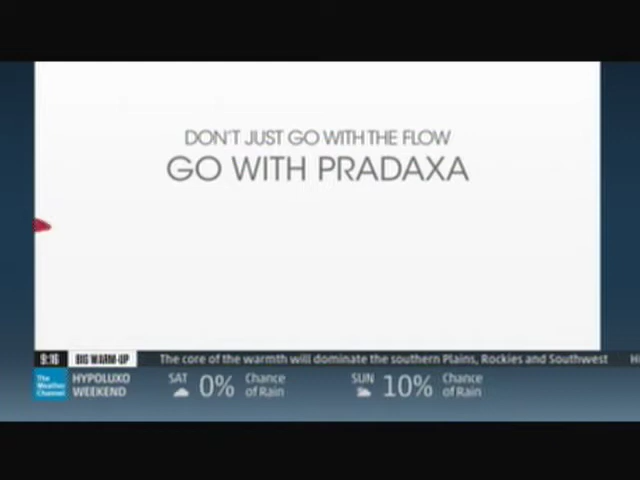 DON'T JUST GO WITH THE FLOW
GO WITH PRADAXA
9:16 BIG WARM-UP The core of the warmth will dominate the southern Plains, Rockies and Southwest
The Weather Channel
HYPOLUXO WEEKEND
SAT 0% Chance of Rain
SUN 10% Chance of Rain